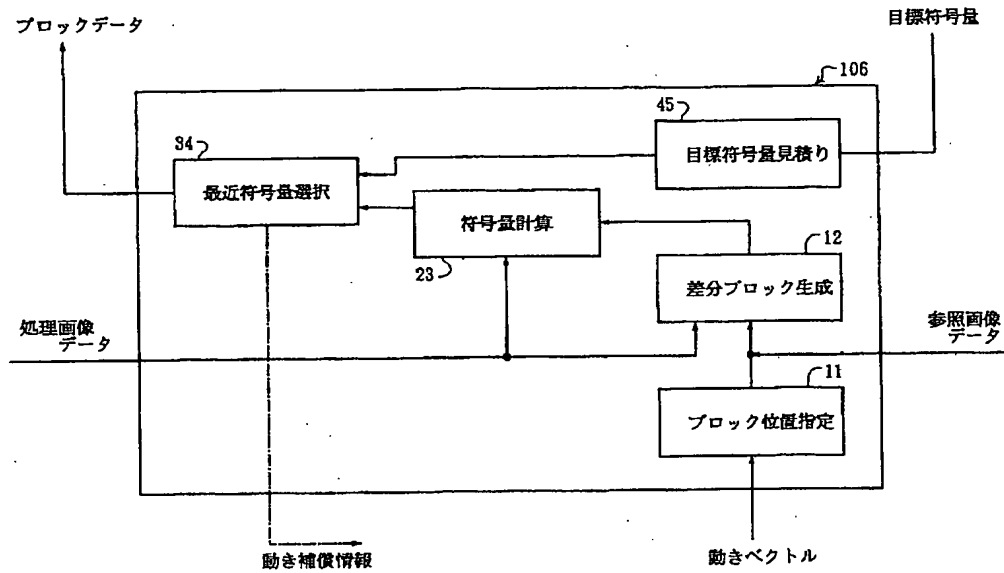 ブロックデータ
目標符号量
106
34
45
最近符号量選択
目標符号量見積り
符号量計算
23
12
差分ブロック生成
処理画像
データ
参照画像
データ
11
ブロック位置指定
動き補償情報
動きベクトル